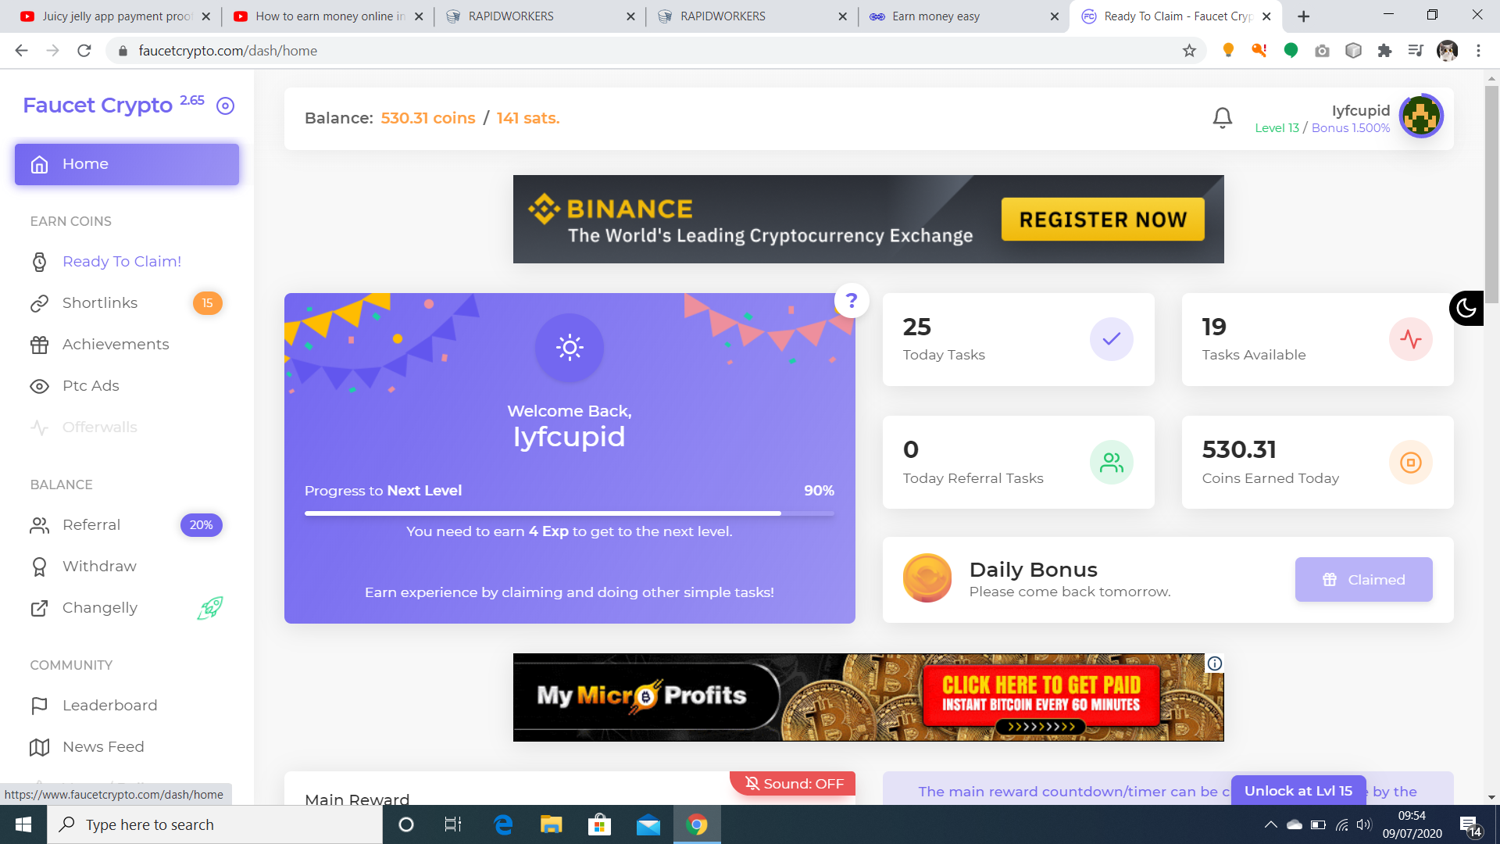 Juicy jelly app payment proof
How to earn money online in
RAPIDWORKERS
RAPIDWORKERS
Earn money easy
Ready To Claim - Faucet Cryp
faucetcrypto.com/dash/home
Faucet Crypto 2.65
Home
EARN COINS
Ready To Claim!
Shortlinks 15
Achievements
Ptc Ads
Offerwalls
BALANCE
Referral 20%
Withdraw
Changelly
COMMUNITY
Leaderboard
News Feed
https://www.faucetcrypto.com/dash/home
Balance: 530.31 coins / 141 sats.
lyfcupid
Level 13 / Bonus 1.500%
BINANCE
The World's Leading Cryptocurrency Exchange
REGISTER NOW
?
Welcome Back,
lyfcupid
Progress to Next Level 90%
You need to earn 4 Exp to get to the next level.
Earn experience by claiming and doing other simple tasks!
25
Today Tasks
19
Tasks Available
0
Today Referral Tasks
530.31
Coins Earned Today
Daily Bonus
Please come back tomorrow.
Claimed
My Micro Profits
CLICK HERE TO GET PAID
INSTANT BITCOIN EVERY 60 MINUTES
Sound: OFF
Main Reward
The main reward countdown/timer can be c
Unlock at Lvl 15
e by the
Type here to search
09:54
09/07/2020
14